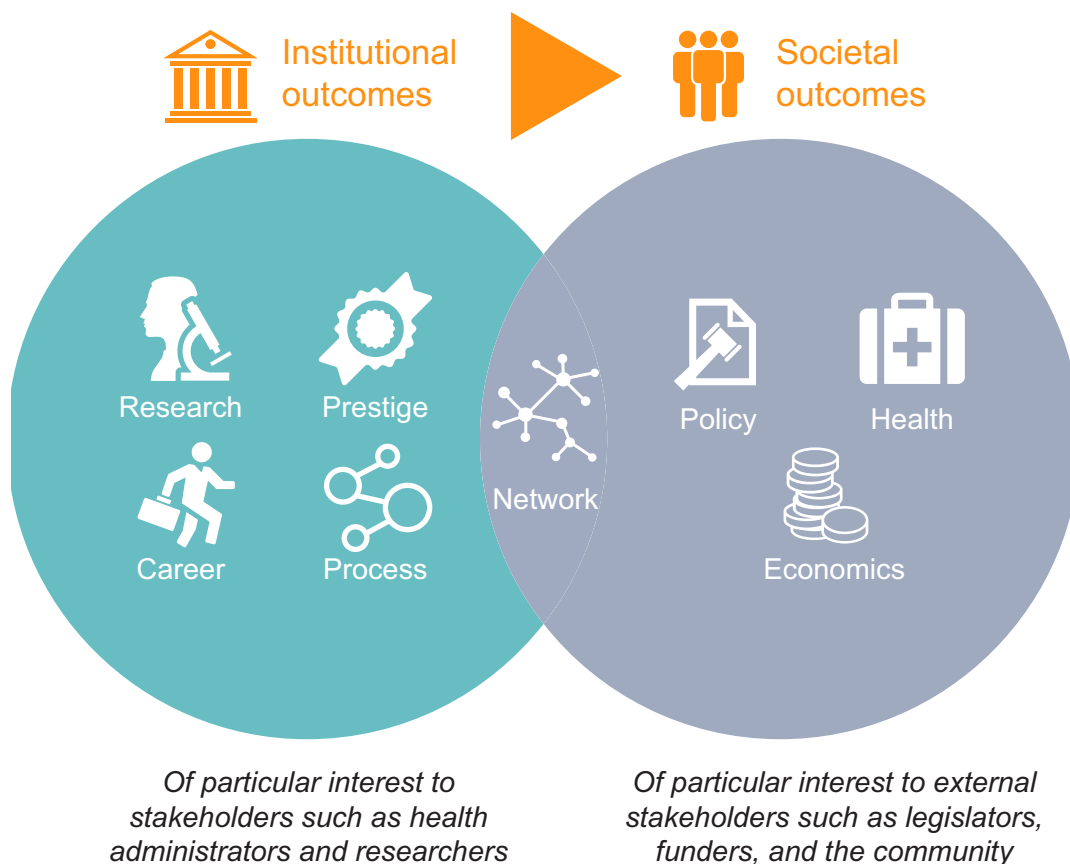 Institutional
outcomes
Societal
outcomes
Research
Prestige
Career
Process
Network
Policy
Health
Economics
Of particular interest to
stakeholders such as health
administrators and researchers
Of particular interest to external
stakeholders such as legislators,
funders, and the community